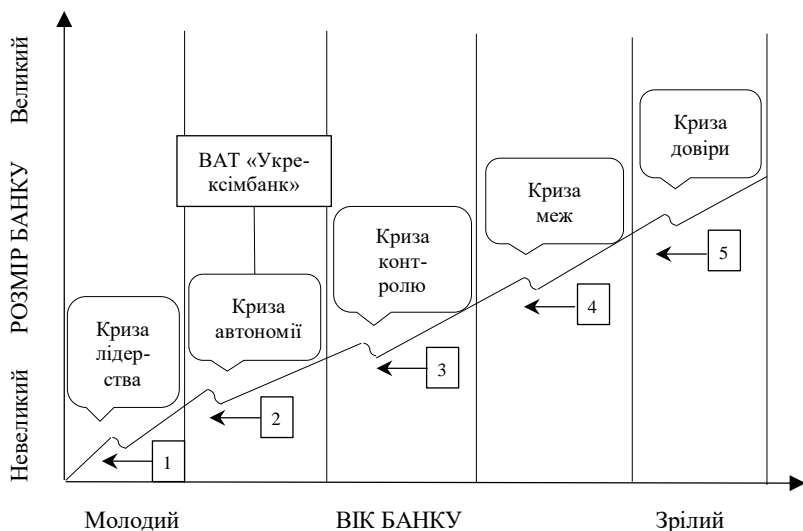 Великий
РОЗМІР БАНКУ
Невеликий
ВАТ «Укре-
ксімбанк»
Криза
лідер-
ства
Криза
автономії
Криза
конт-
ролю
Криза
меж
Криза
довіри
1
2
3
4
5
Молодий
ВІК БАНКУ
Зрілий